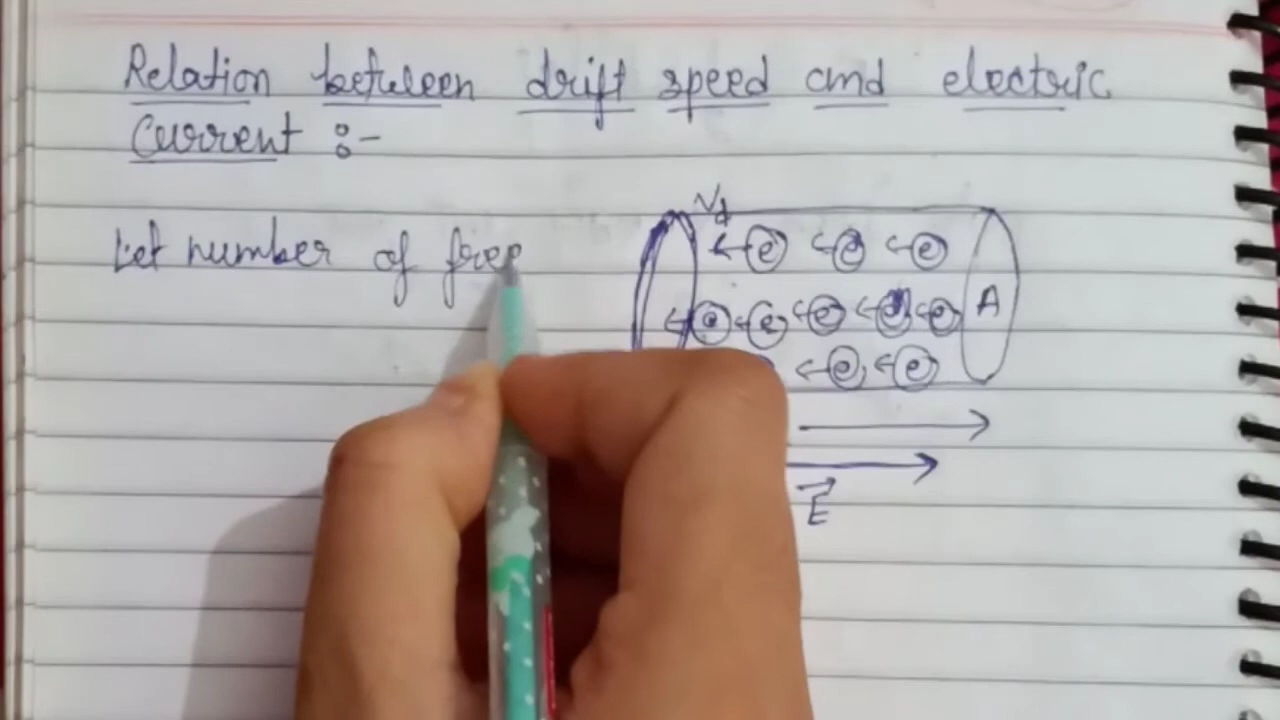 Relation between drift speed and electric
Current :-
Let number of free
Vd
e e e
e e e e e A
e e
E